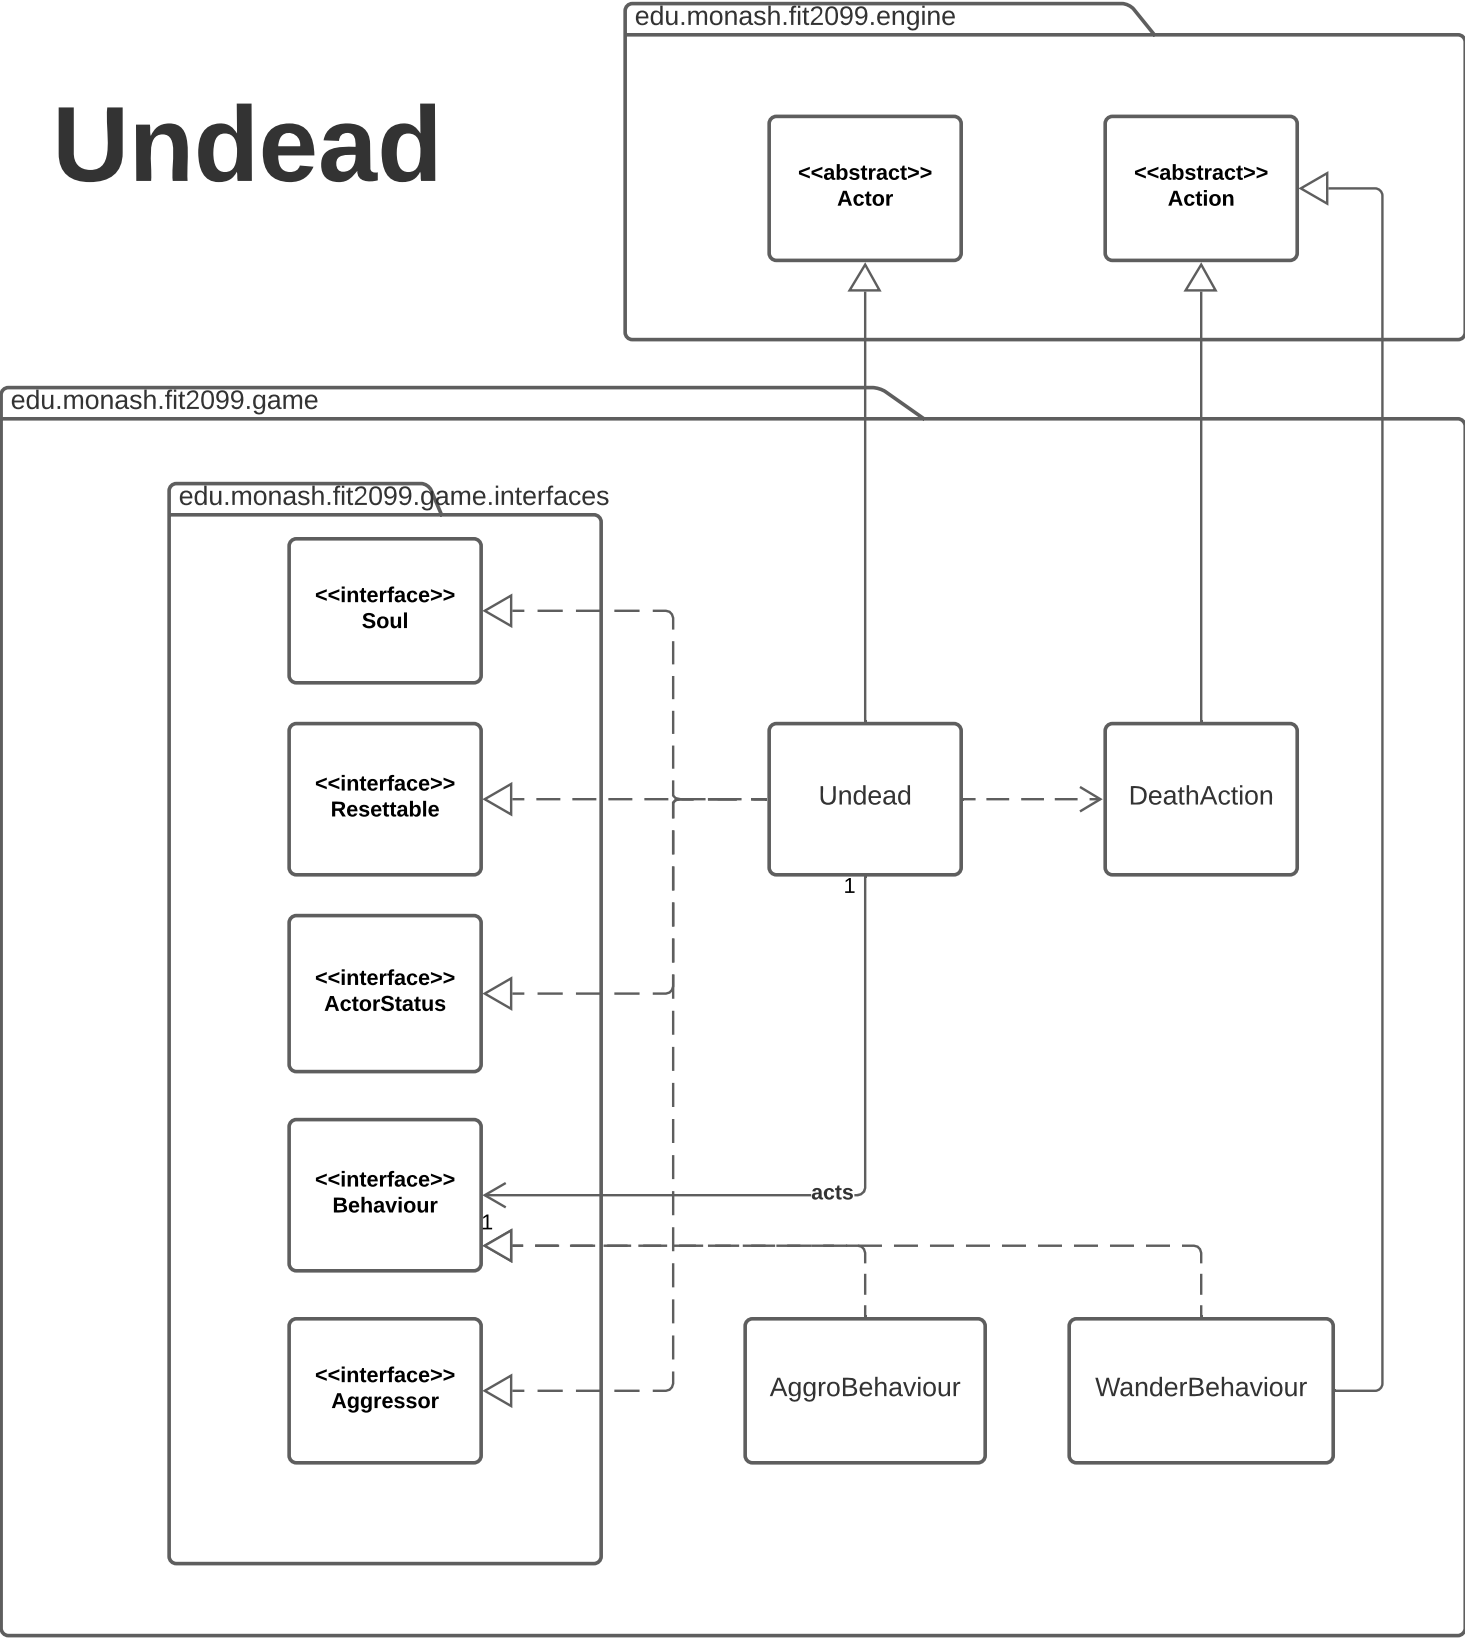 edu.monash.fit2099.engine
Undead
<<abstract>>
Actor
<<abstract>>
Action
edu.monash.fit2099.game
edu.monash.fit2099.game.interfaces
<<interface>>
Soul
<<interface>>
Resettable
Undead
DeathAction
1
<<interface>>
ActorStatus
<<interface>>
Behaviour
acts
1
<<interface>>
Aggressor
AggroBehaviour
WanderBehaviour